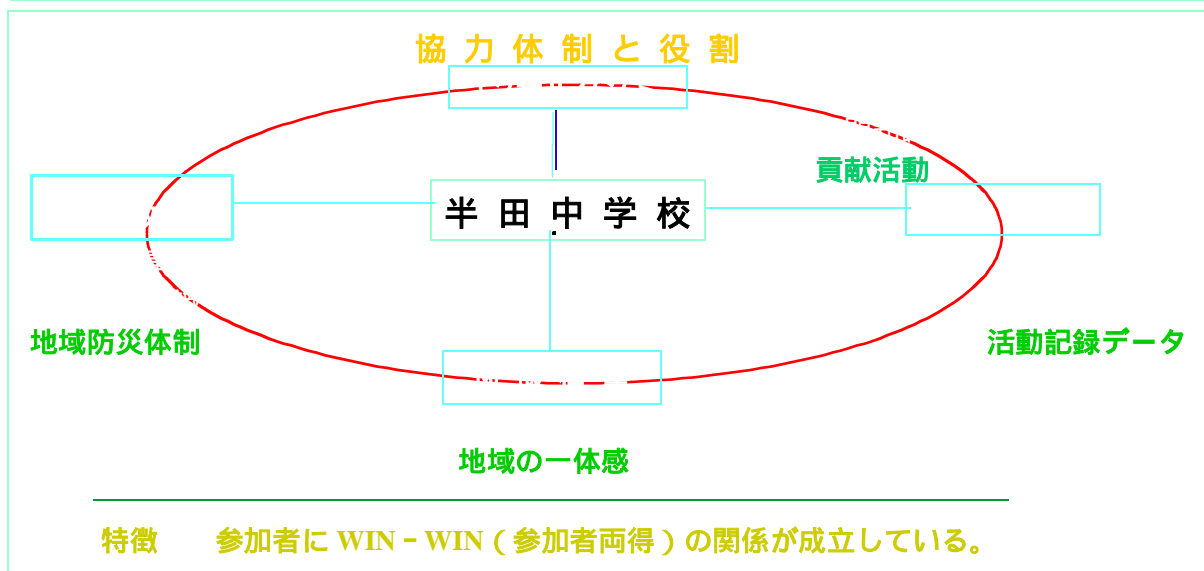 協力体制と役割
貢献活動
半田中学校
地域防災体制
活動記録データ
地域の一体感
特徴　　参加者にWIN－WIN（参加者両得）の関係が成立している。